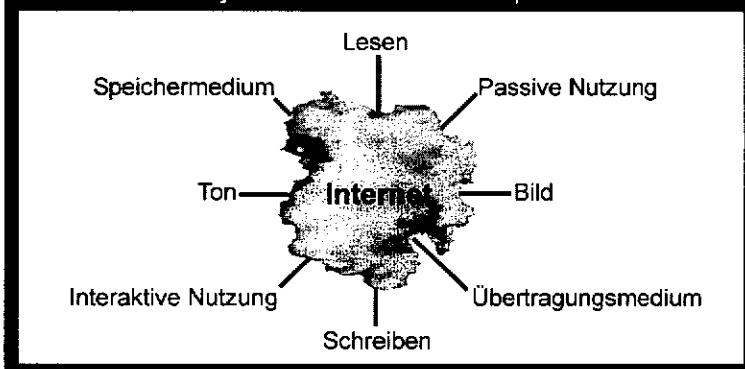 Lesen
Speichermedium
Passive Nutzung
Ton
Internet
Bild
Interaktive Nutzung
Übertragungsmedium
Schreiben